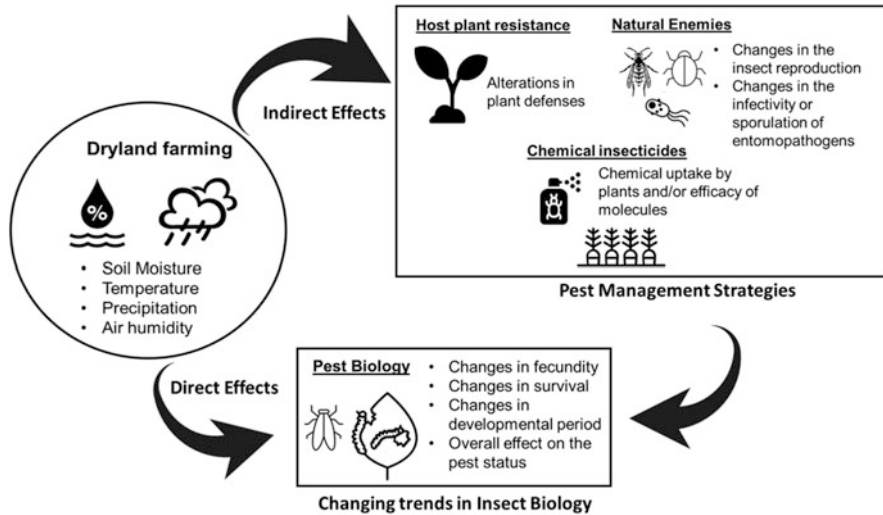 Host plant resistance
Alterations in
plant defenses
Natural Enemies
• Changes in the
insect reproduction
• Changes in the
infectivity or
sporulation of
entomopathogens
Chemical insecticides
Chemical uptake by
plants and/or efficacy of
molecules
Pest Management Strategies
Indirect Effects
Dryland farming
%
• Soil Moisture
• Temperature
• Precipitation
• Air humidity
Direct Effects
Pest Biology
• Changes in fecundity
• Changes in survival
• Changes in
developmental period
• Overall effect on the
pest status
Changing trends in Insect Biology